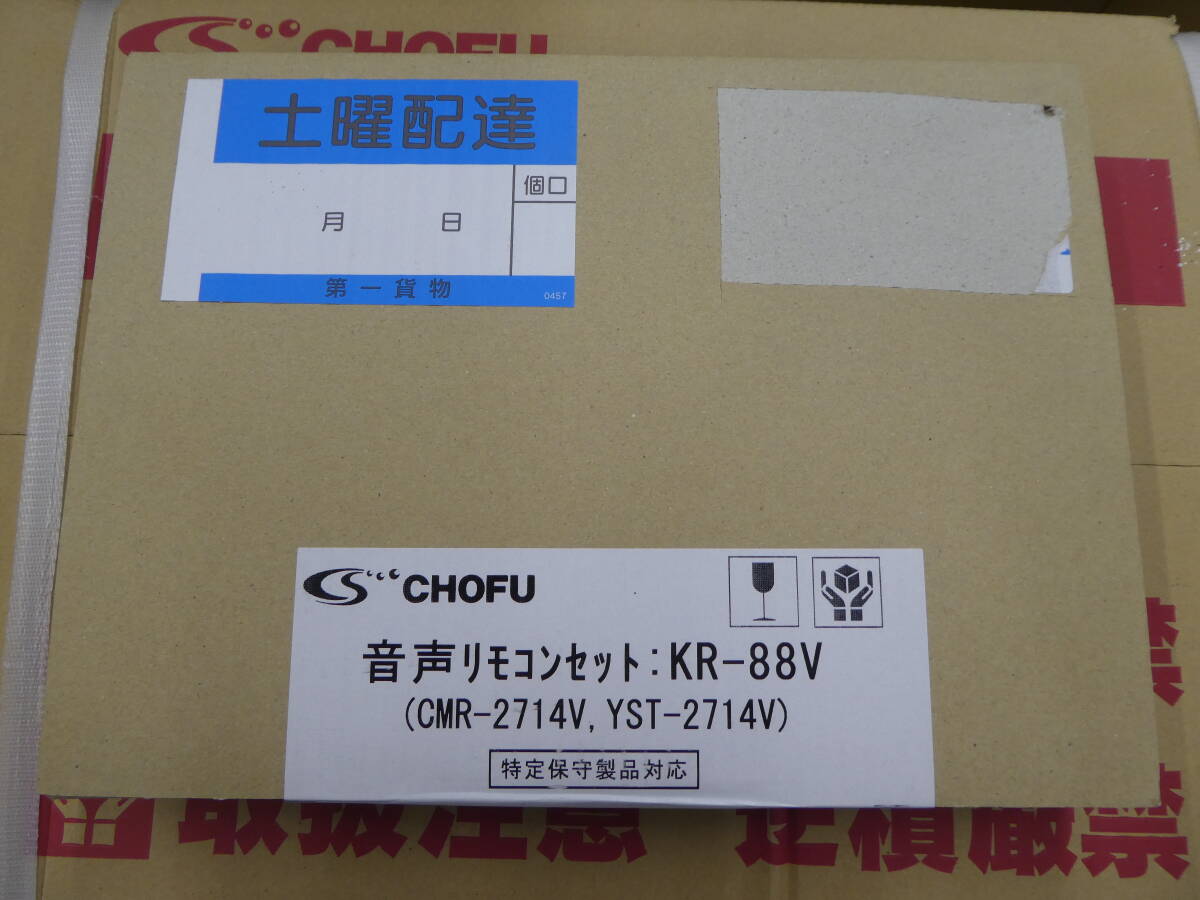 CHOFU
土曜配達
個口
月 日
第一貨物
0457
CHOFU
音声リモコンセット:KR-88V
(CMR-2714V, YST-2714V)
特定保守製品対応
取扱注意 逆積厳禁